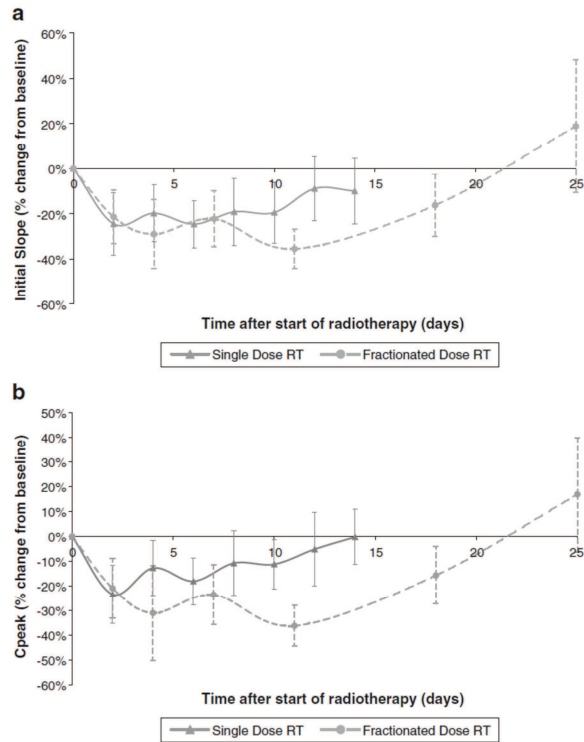 a
60%
40%
20%
0%
-20%
-40%
-60%
0 5 10 15 20 25
Initial Slope (% change from baseline)
Time after start of radiotherapy (days)
Single Dose RT Fractionated Dose RT
b
50%
40%
30%
20%
10%
0%
-10%
-20%
-30%
-40%
-50%
-60%
0 5 10 15 20 25
Cpeak (% change from baseline)
Time after start of radiotherapy (days)
Single Dose RT Fractionated Dose RT